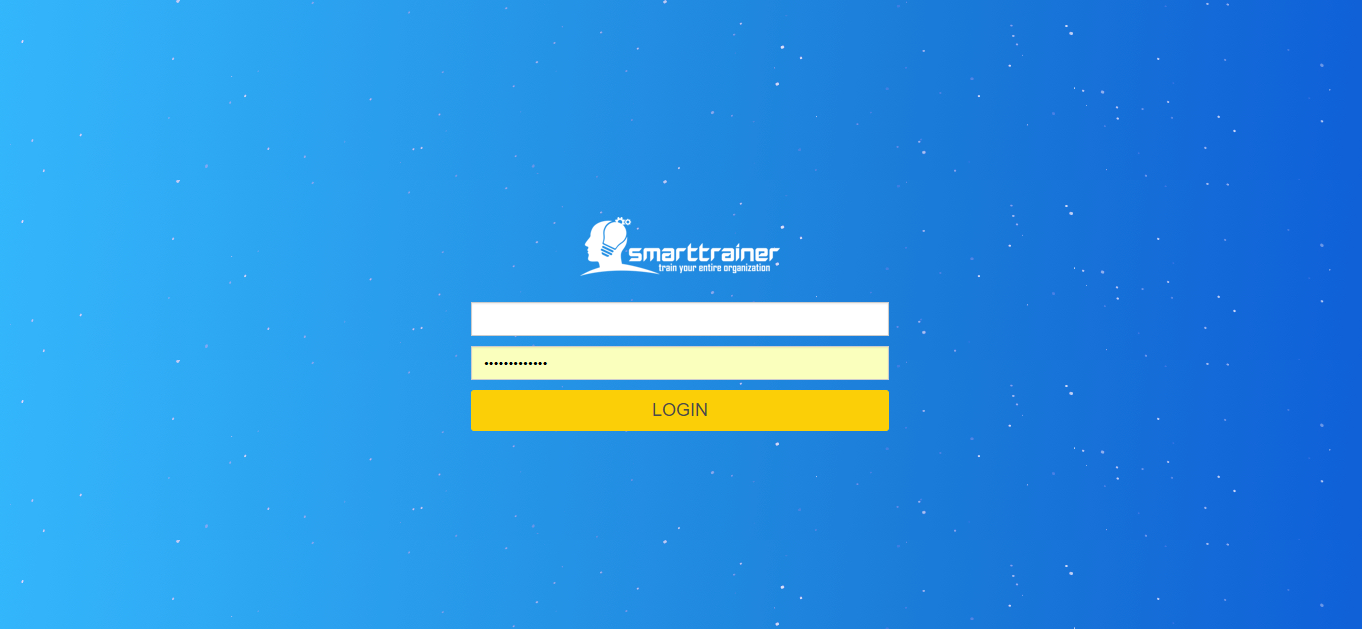 smarttrainer
train your entire organization
•••••••••••••
LOGIN